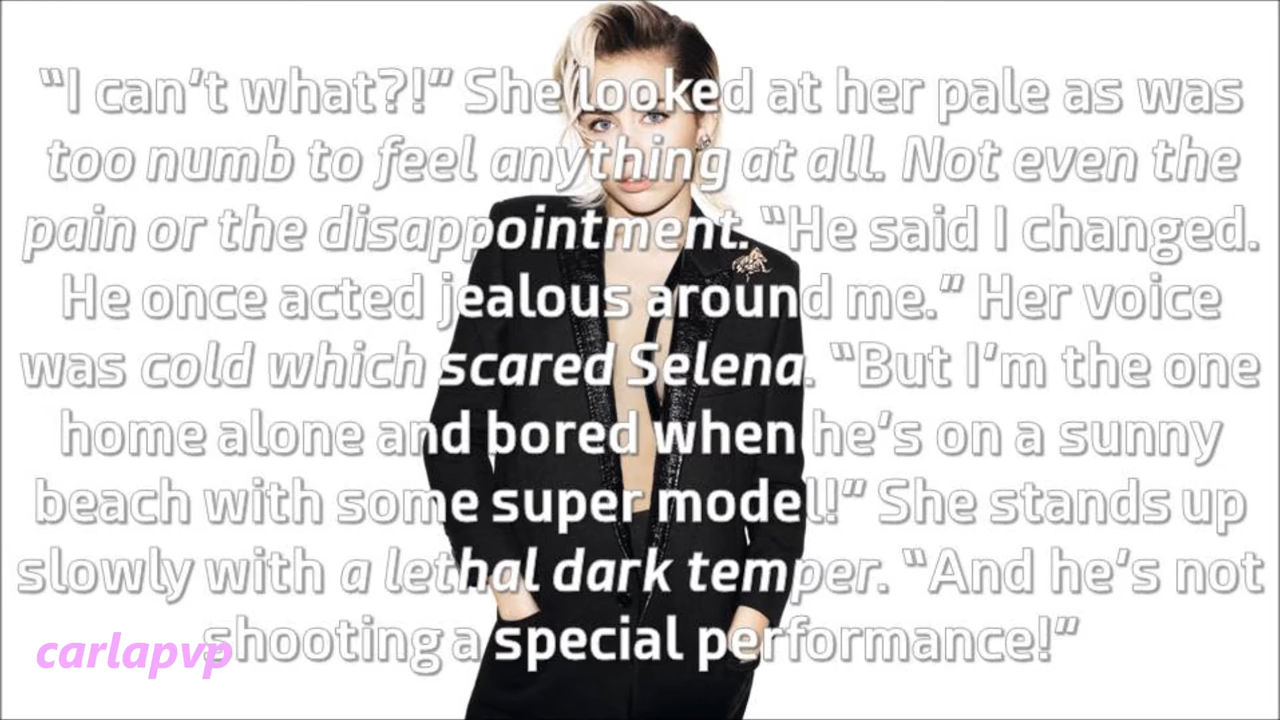 “I can’t what?!” She looked at her pale as was
too numb to feel anything at all. Not even the
pain or the disappointment. “He said I changed.
He once acted jealous around me.” Her voice
was cold which scared Selena. “But I’m the one
home alone and bored when he’s on a sunny
beach with some super model!” She stands up
slowly with a lethal dark temper. “And he’s not
shooting a special performance!”
carlapvp